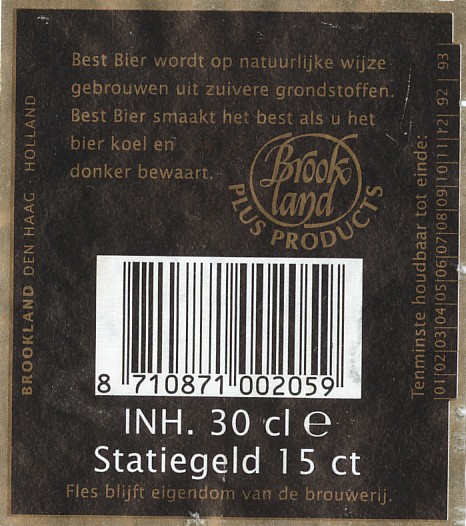 Best Bier wordt op natuurlijke wijze
gebrouwen uit zuivere grondstoffen.
Best Bier smaakt het best als u het
bier koel en
donker bewaart.
Brook
land
PLUS PRODUCTS
BROOKLAND DEN HAAG - HOLLAND
Tenminste houdbaar tot einde:
01|02|03|04|05|06|07|08|09|10|11|12| 92 | 93
8 710871 002059
INH. 30 cl e
Statiegeld 15 ct
Fles blijft eigendom van de brouwerij.